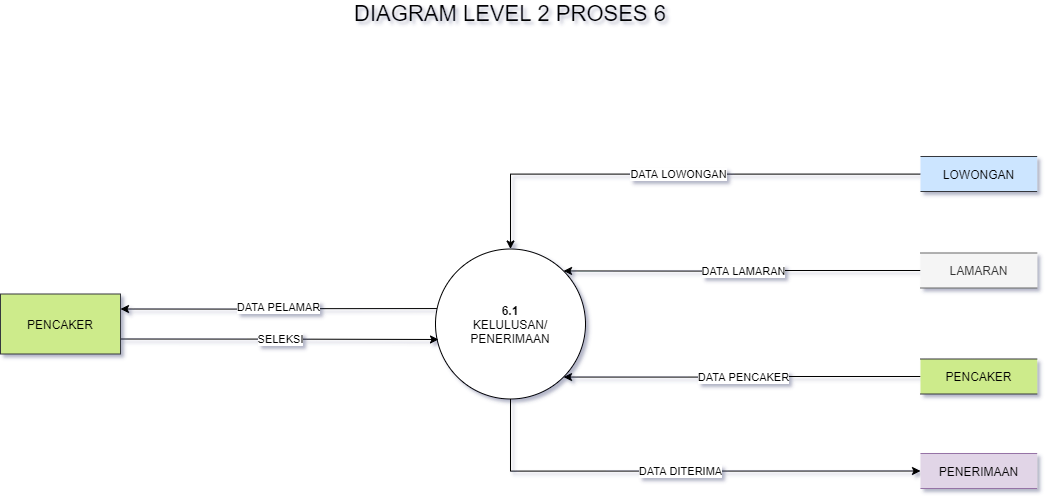 DIAGRAM LEVEL 2 PROSES 6
DATA LOWONGAN
LOWONGAN
DATA LAMARAN
LAMARAN
PENCAKER
DATA PELAMAR
SELEKSI
6.1
KELULUSAN/
PENERIMAAN
DATA PENCAKER
PENCAKER
DATA DITERIMA
PENERIMAAN